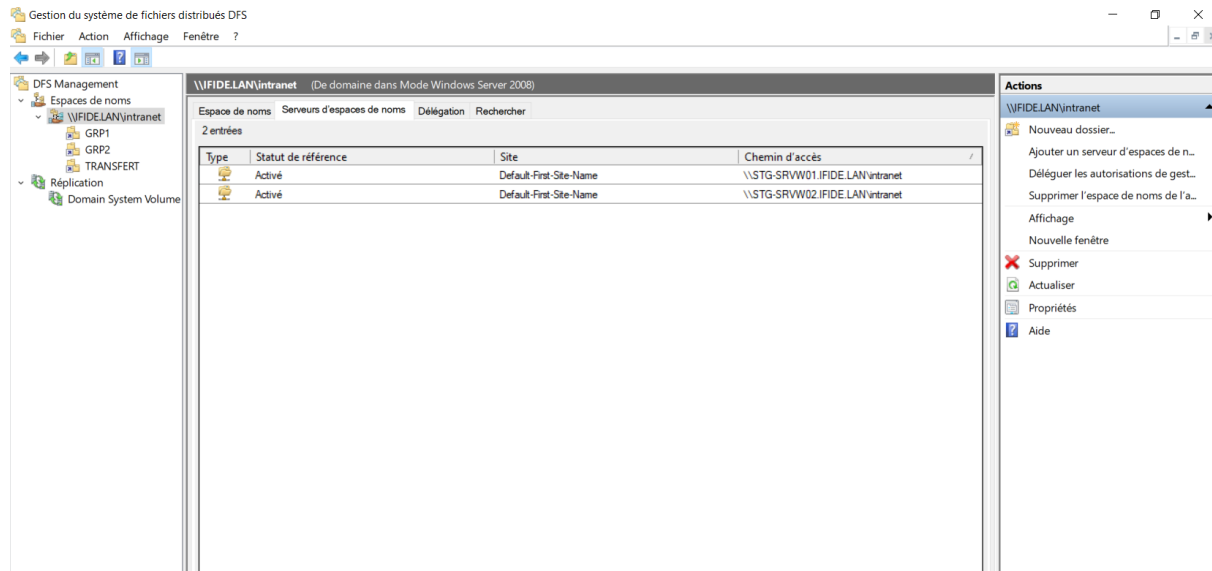 Gestion du système de fichiers distribués DFS
Fichier Action Affichage Fenêtre ?
DFS Management
Espaces de noms
\\IFIDE.LAN\intranet
GRP1
GRP2
TRANSFERT
Réplication
Domain System Volume
\\IFIDE.LAN\intranet (De domaine dans Mode Windows Server 2008)
Espace de noms Serveurs d'espaces de noms Délégation Rechercher
2 entrées
Type Statut de référence Site Chemin d'accès
Activé Default-First-Site-Name \\STG-SRVW01.IFIDE.LAN\intranet
Activé Default-First-Site-Name \\STG-SRVW02.IFIDE.LAN\intranet
Actions
\\IFIDE.LAN\intranet
Nouveau dossier...
Ajouter un serveur d'espaces de n...
Déléguer les autorisations de gest...
Supprimer l'espace de noms de l'a...
Affichage
Nouvelle fenêtre
Supprimer
Actualiser
Propriétés
Aide